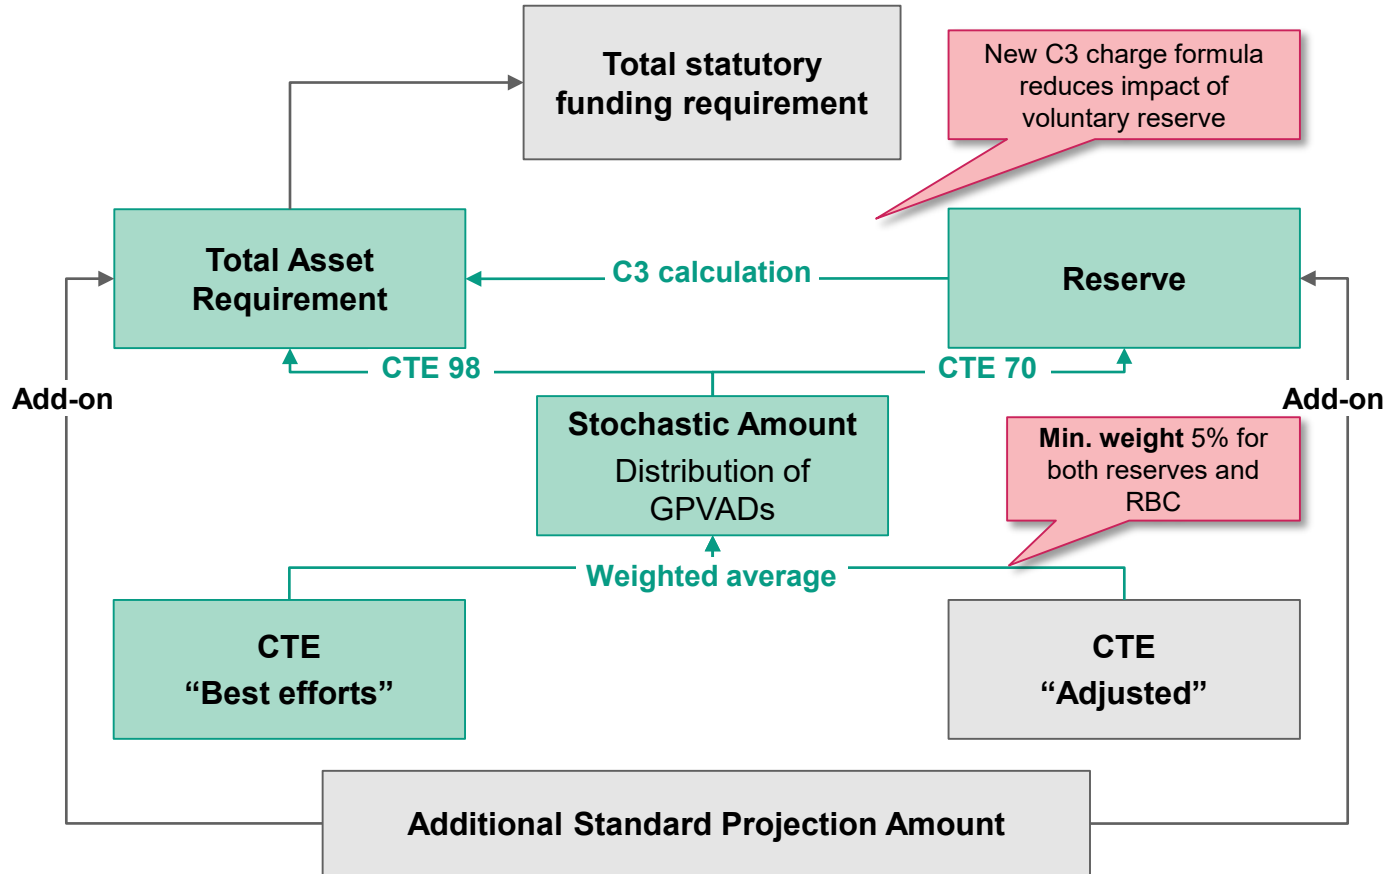 Total statutory
funding requirement
New C3 charge formula
reduces impact of
voluntary reserve
Total Asset
Requirement
C3 calculation
Reserve
CTE 98
CTE 70
Add-on
Add-on
Stochastic Amount
Distribution of
GPVADs
Min. weight 5% for
both reserves and
RBC
Weighted average
CTE
“Best efforts”
CTE
“Adjusted”
Additional Standard Projection Amount